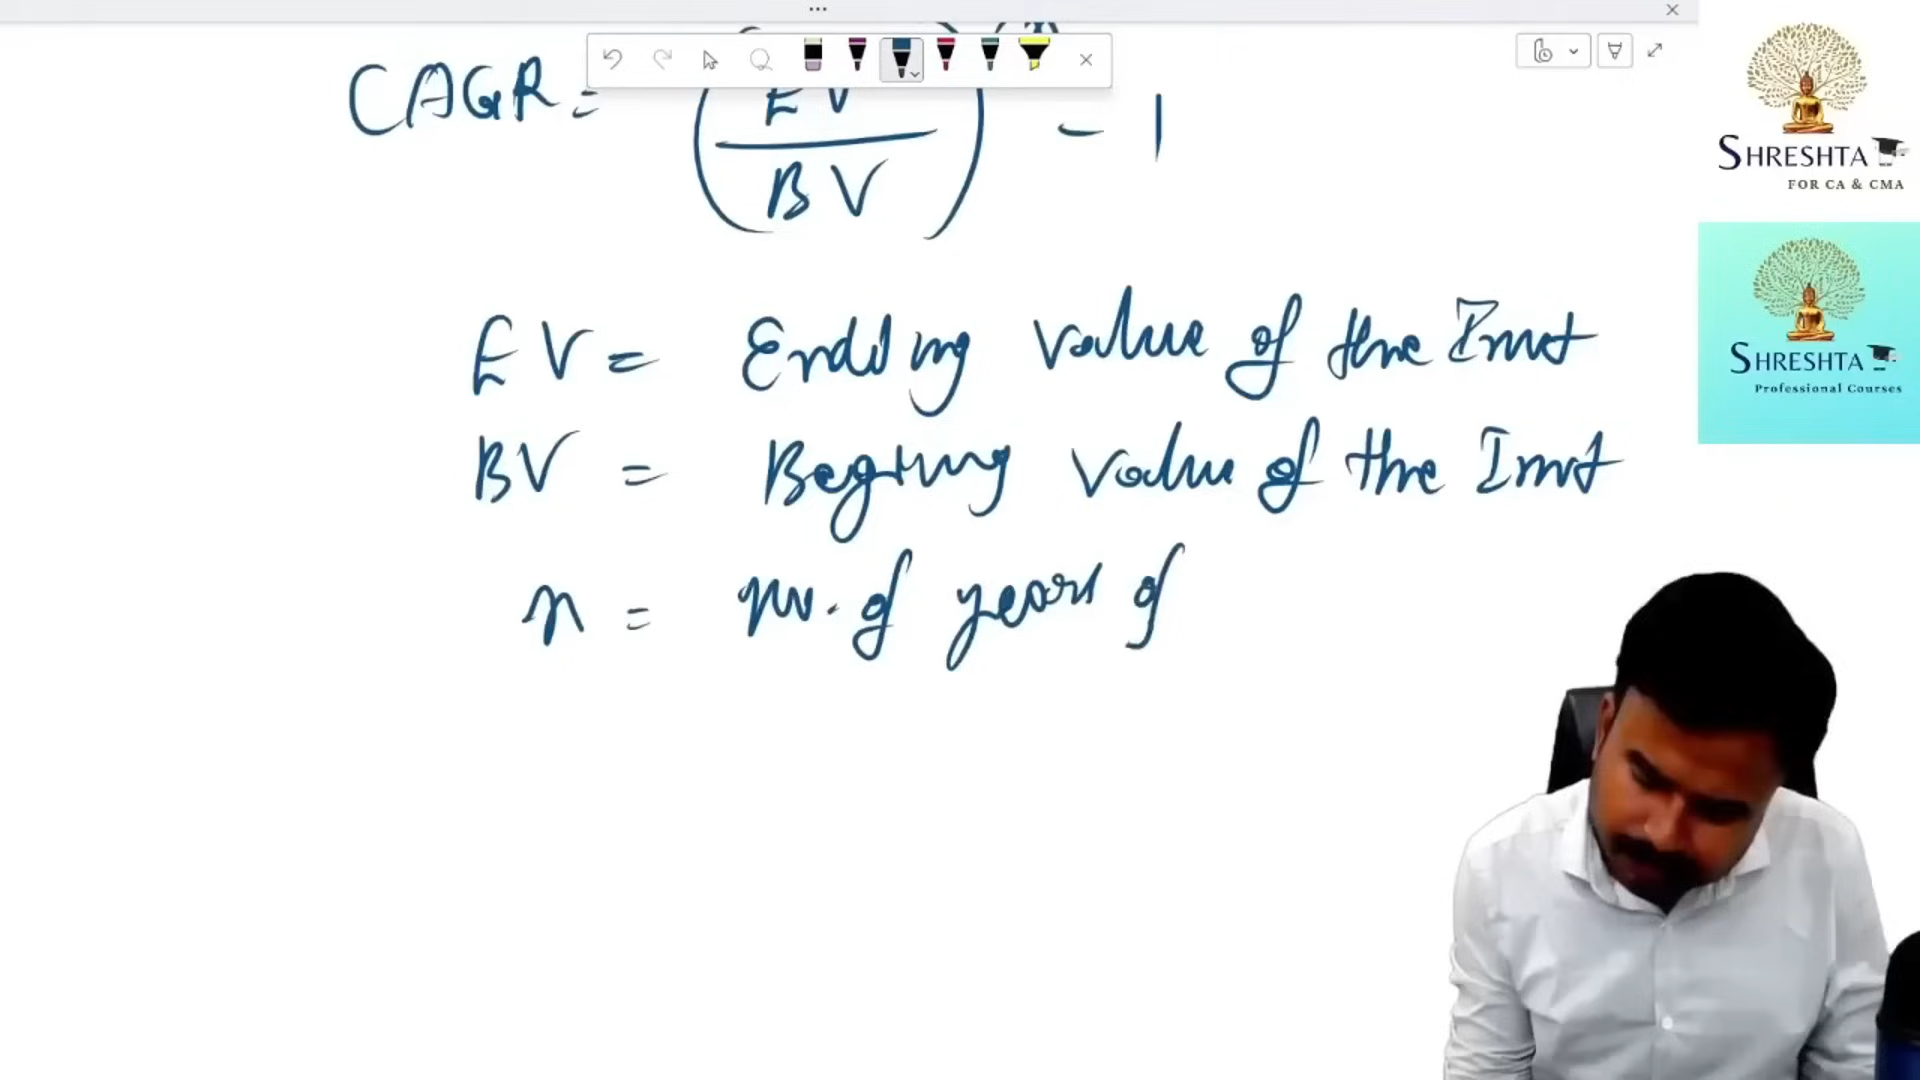 CAGR = (EV
BV) - 1
EV = Ending value of the Invt
BV = Begining value of the Invt
n = no. of years of
SHRESHTA
FOR CA & CMA
SHRESHTA
Professional Courses